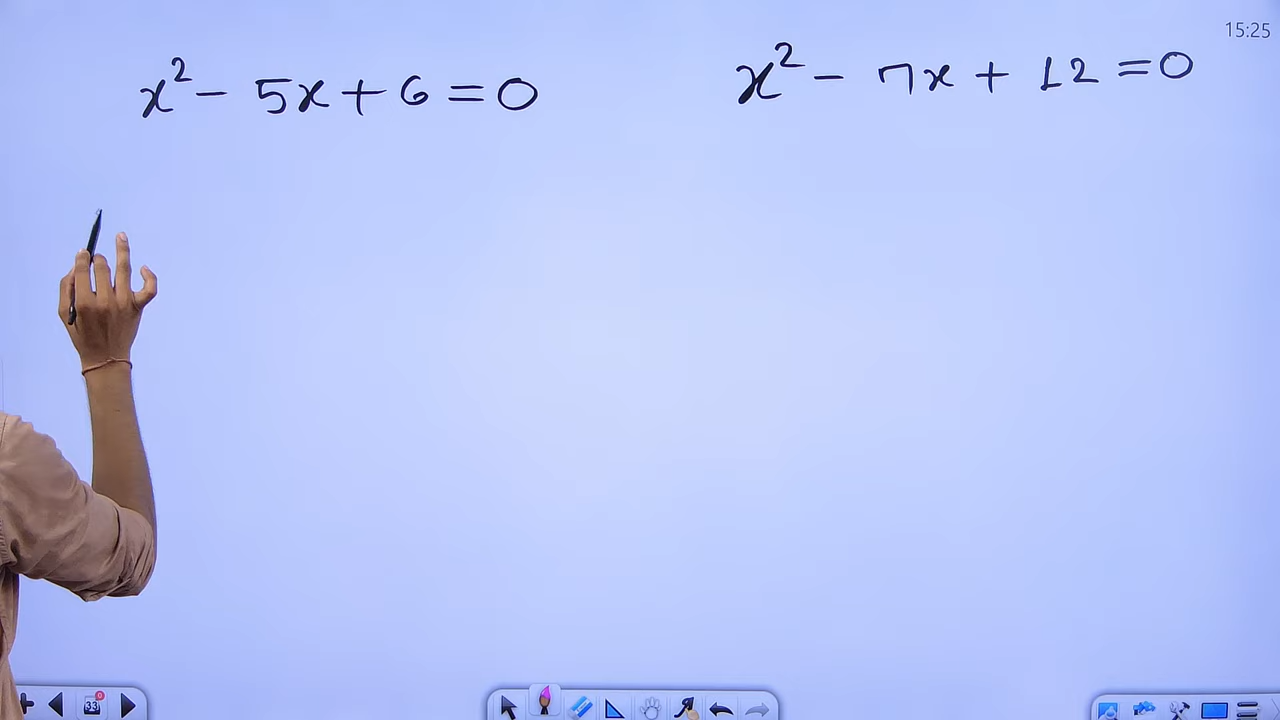 15:25
x² - 5x + 6 = 0
x² - 7x + 12 = 0
33